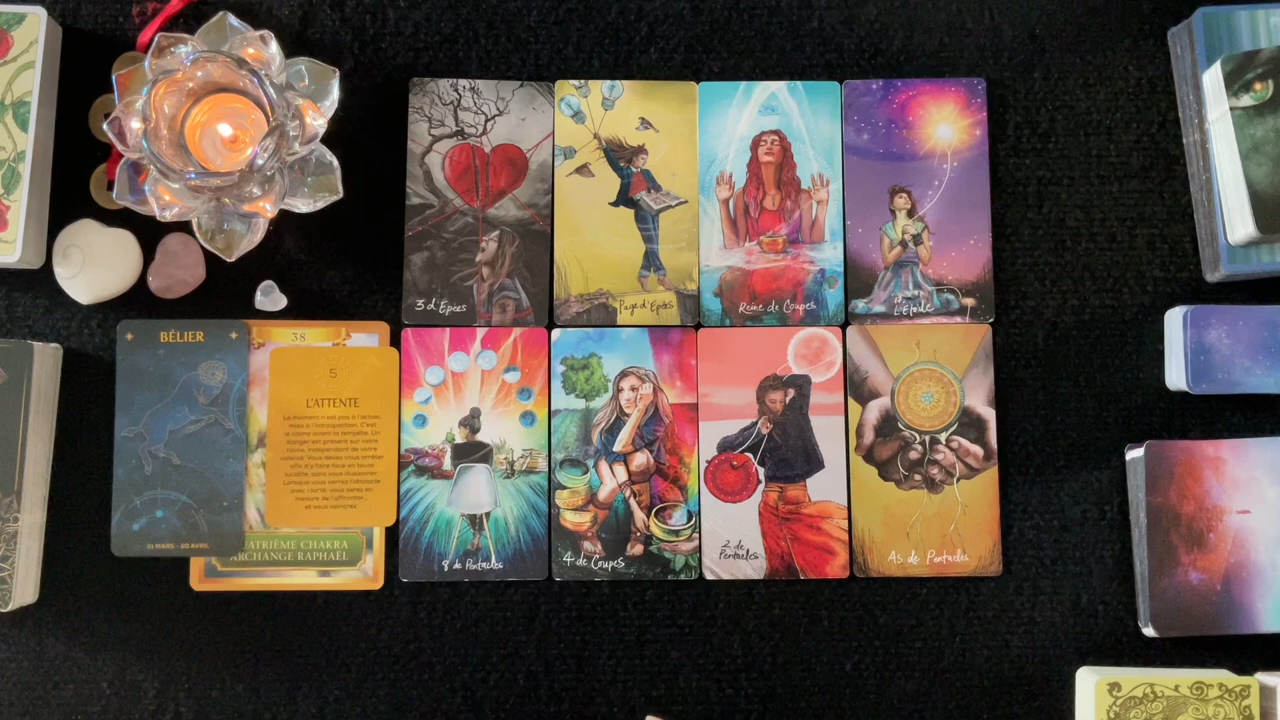 3 d'Epées
Page d'Epées
Reine de Coupes
17.
L'Etoile
BÉLIER
21 MARS - 20 AVRIL
38
5
L'ATTENTE
Le moment n'est pas à l'action
mais à l'introspection. C'est
le calme avant la tempête. Un
danger est présent sur votre
route, indépendant de votre
volonté. Vous devez vous arrêter
afin d'y faire face en toute
lucidité, sans vous illusionner.
Lorsque vous verrez l'obstacle
avec clarté, vous serez en
mesure de l'affronter...
et vous vaincrez.
UATRIÈME CHAKRA
ARCHANGE RAPHAËL
8 de Pentacles
4 de Coupes
2 de
Pentacles
As de Pentacles